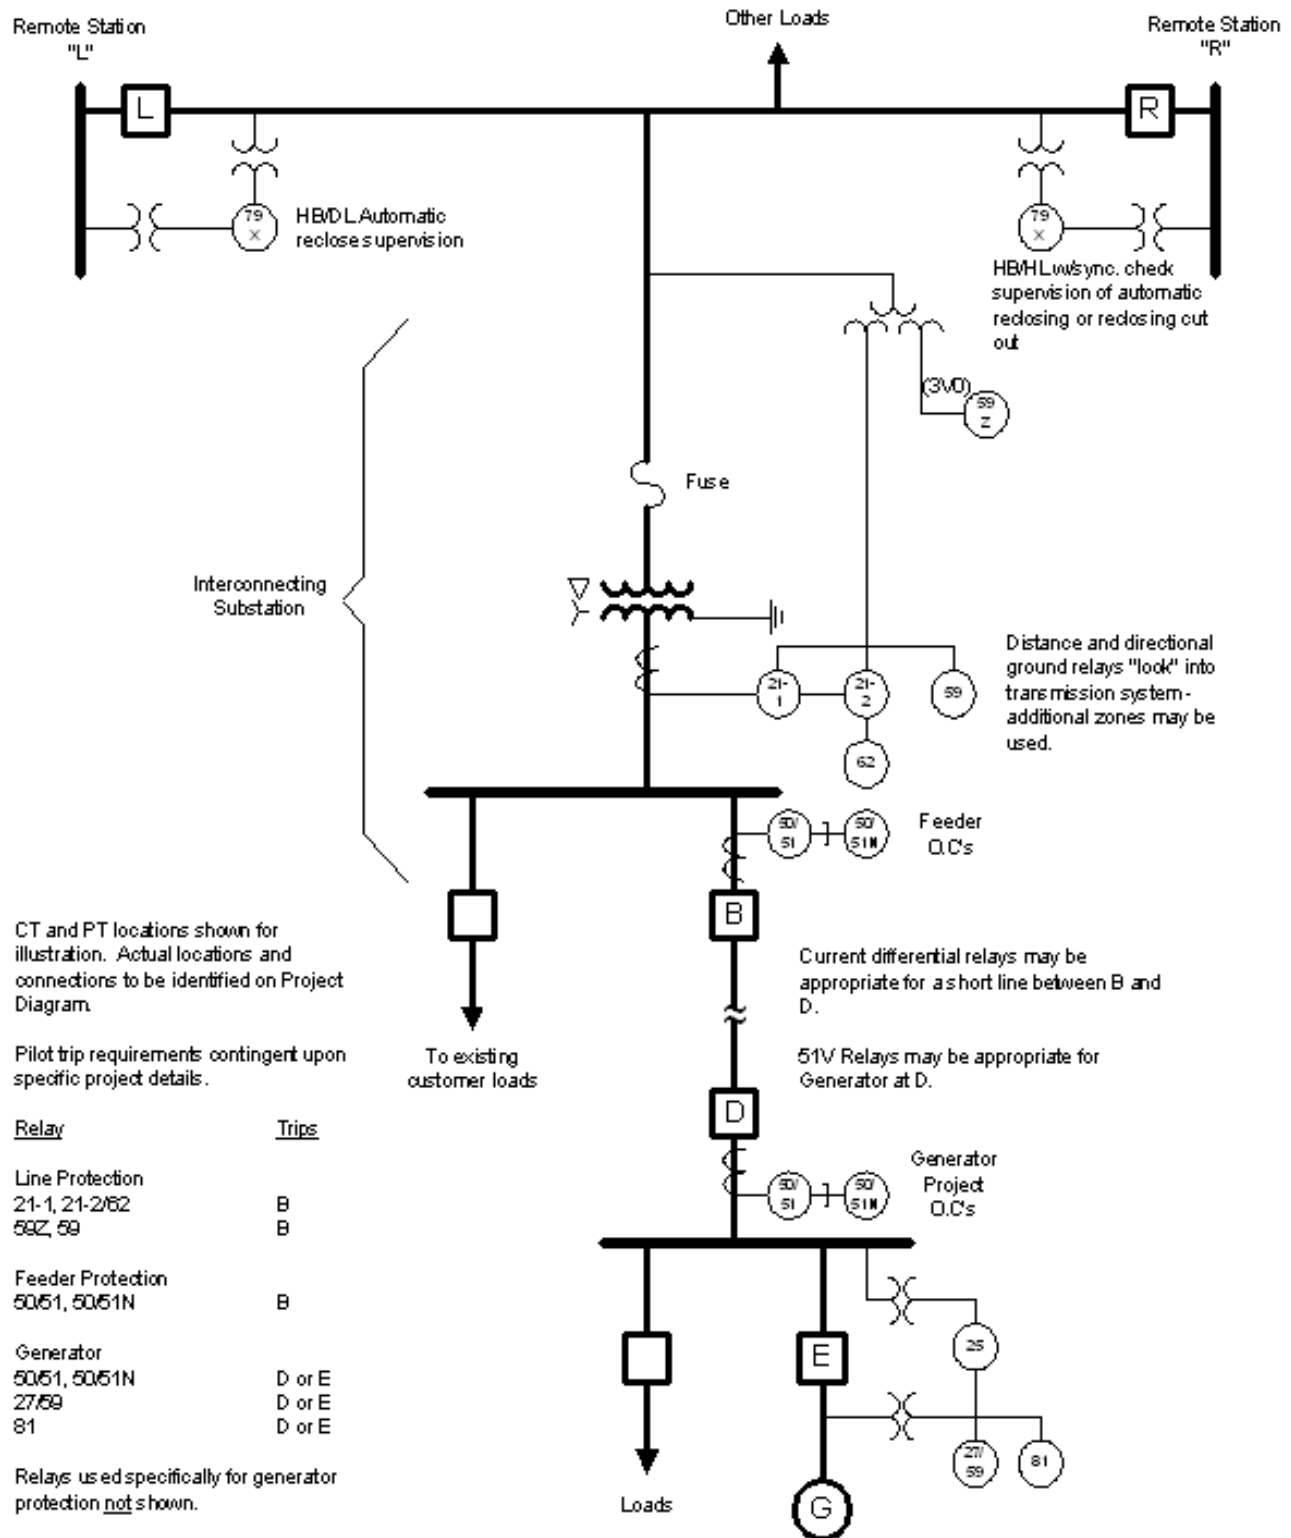 Remote Station
"L"
Other Loads
Remote Station
"R"
L
R
79
X
HB/DL Automatic
recloses supervision
79
X
HB/HL w/sync. check
supervision of automatic
reclosing or reclosing cut
out
(3V0)
59
Z
Fuse
Interconnecting
Substation
21-
1
21-
2
59
62
Distance and directional
ground relays "look" into
transmission system -
additional zones may be
used.
50/
51
50/
51N
Feeder
O.C's
B
CT and PT locations shown for
illustration. Actual locations and
connections to be identified on Project
Diagram.
Current differential relays may be
appropriate for a short line between B and
D.
Pilot trip requirements contingent upon
specific project details.
To existing
customer loads
51V Relays may be appropriate for
Generator at D.
D
Relay Trips
Line Protection
21-1, 21-2/62 B
59Z, 59 B
Feeder Protection
50/51, 50/51N B
Generator
50/51, 50/51N D or E
27/59 D or E
81 D or E
Relays used specifically for generator
protection not shown.
50/
51
50/
51N
Generator
Project
O.C's
E
25
27/
59
81
Loads
G